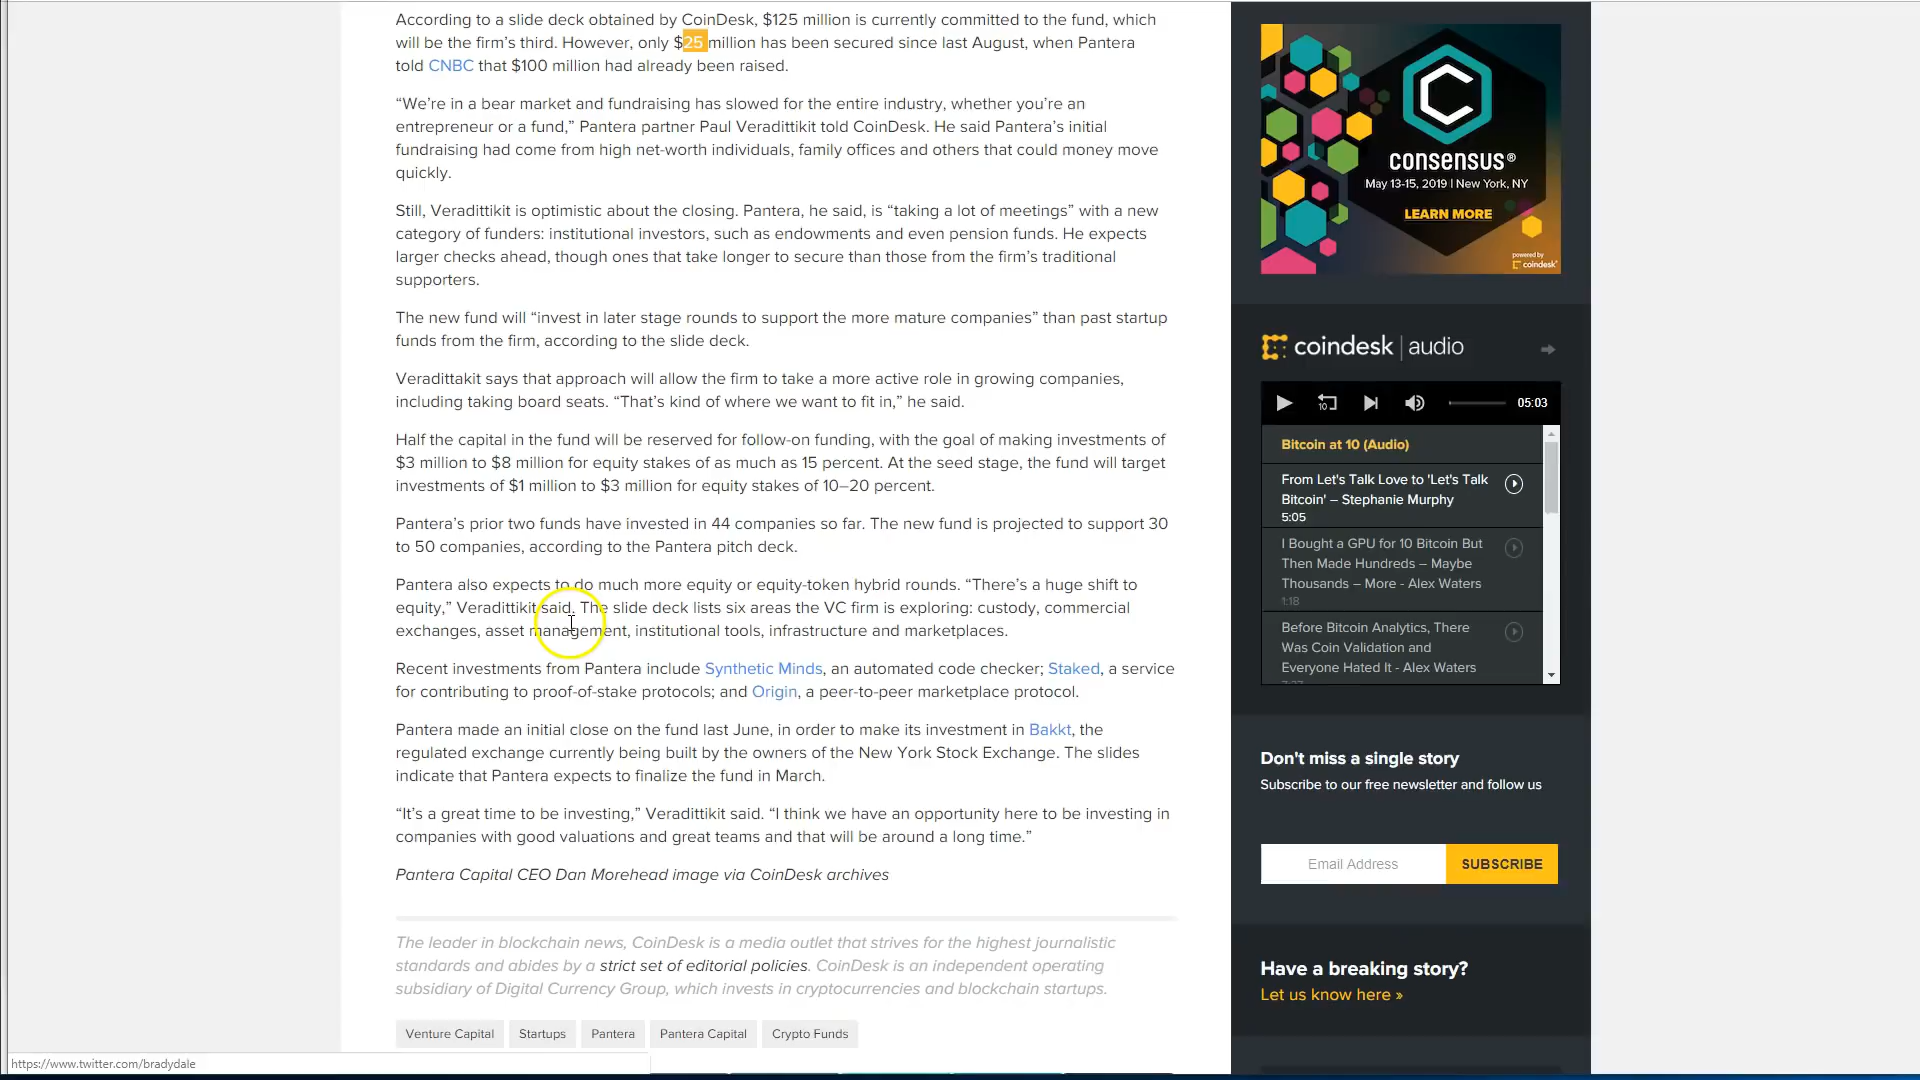 According to a slide deck obtained by CoinDesk, $125 million is currently committed to the fund, which
will be the firm’s third. However, only $25 million has been secured since last August, when Pantera
told CNBC that $100 million had already been raised.
“We’re in a bear market and fundraising has slowed for the entire industry, whether you’re an
entrepreneur or a fund,” Pantera partner Paul Veradittikit told CoinDesk. He said Pantera’s initial
fundraising had come from high net-worth individuals, family offices and others that could money move
quickly.
Still, Veradittikit is optimistic about the closing. Pantera, he said, is “taking a lot of meetings” with a new
category of funders: institutional investors, such as endowments and even pension funds. He expects
larger checks ahead, though ones that take longer to secure than those from the firm’s traditional
supporters.
The new fund will “invest in later stage rounds to support the more mature companies” than past startup
funds from the firm, according to the slide deck.
Veradittakit says that approach will allow the firm to take a more active role in growing companies,
including taking board seats. “That’s kind of where we want to fit in,” he said.
Half the capital in the fund will be reserved for follow-on funding, with the goal of making investments of
$3 million to $8 million for equity stakes of as much as 15 percent. At the seed stage, the fund will target
investments of $1 million to $3 million for equity stakes of 10–20 percent.
Pantera’s prior two funds have invested in 44 companies so far. The new fund is projected to support 30
to 50 companies, according to the Pantera pitch deck.
Pantera also expects to do much more equity or equity-token hybrid rounds. “There’s a huge shift to
equity,” Veradittikit said. The slide deck lists six areas the VC firm is exploring: custody, commercial
exchanges, asset management, institutional tools, infrastructure and marketplaces.
Recent investments from Pantera include Synthetic Minds, an automated code checker; Staked, a service
for contributing to proof-of-stake protocols; and Origin, a peer-to-peer marketplace protocol.
Pantera made an initial close on the fund last June, in order to make its investment in Bakkt, the
regulated exchange currently being built by the owners of the New York Stock Exchange. The slides
indicate that Pantera expects to finalize the fund in March.
“It’s a great time to be investing,” Veradittikit said. “I think we have an opportunity here to be investing in
companies with good valuations and great teams and that will be around a long time.”
Pantera Capital CEO Dan Morehead image via CoinDesk archives
The leader in blockchain news, CoinDesk is a media outlet that strives for the highest journalistic
standards and abides by a strict set of editorial policies. CoinDesk is an independent operating
subsidiary of Digital Currency Group, which invests in cryptocurrencies and blockchain startups.
Venture Capital
Startups
Pantera
Pantera Capital
Crypto Funds
https://www.twitter.com/bradydale
consensus®
May 13-15, 2019 | New York, NY
LEARN MORE
powered by
coindesk
coindesk | audio
10
05:03
Bitcoin at 10 (Audio)
From Let's Talk Love to 'Let's Talk
Bitcoin' – Stephanie Murphy
5:05
I Bought a GPU for 10 Bitcoin But
Then Made Hundreds – Maybe
Thousands – More - Alex Waters
1:18
Before Bitcoin Analytics, There
Was Coin Validation and
Everyone Hated It - Alex Waters
Don't miss a single story
Subscribe to our free newsletter and follow us
Email Address
SUBSCRIBE
Have a breaking story?
Let us know here »